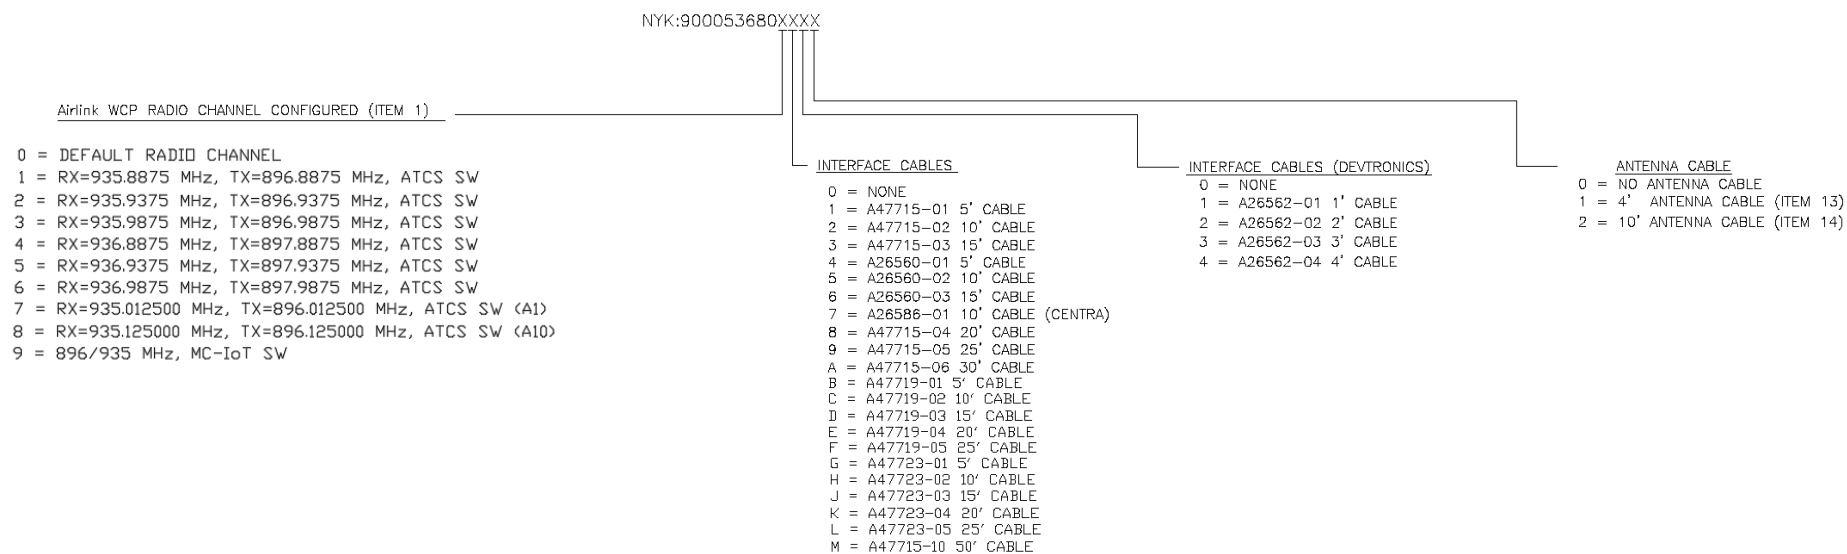 NYK:900053680XXXX
Airlink WCP RADIO CHANNEL CONFIGURED (ITEM 1)
0 = DEFAULT RADIO CHANNEL
1 = RX=935.8875 MHz, TX=896.8875 MHz, ATCS SW
2 = RX=935.9375 MHz, TX=896.9375 MHz, ATCS SW
3 = RX=935.9875 MHz, TX=896.9875 MHz, ATCS SW
4 = RX=936.8875 MHz, TX=897.8875 MHz, ATCS SW
5 = RX=936.9375 MHz, TX=897.9375 MHz, ATCS SW
6 = RX=936.9875 MHz, TX=897.9875 MHz, ATCS SW
7 = RX=935.012500 MHz, TX=896.012500 MHz, ATCS SW (A1)
8 = RX=935.125000 MHz, TX=896.125000 MHz, ATCS SW (A10)
9 = 896/935 MHz, MC-IoT SW
INTERFACE CABLES
0 = NONE
1 = A47715-01 5' CABLE
2 = A47715-02 10' CABLE
3 = A47715-03 15' CABLE
4 = A26560-01 5' CABLE
5 = A26560-02 10' CABLE
6 = A26560-03 15' CABLE
7 = A26586-01 10' CABLE (CENTRA)
8 = A47715-04 20' CABLE
9 = A47715-05 25' CABLE
A = A47715-06 30' CABLE
B = A47719-01 5' CABLE
C = A47719-02 10' CABLE
D = A47719-03 15' CABLE
E = A47719-04 20' CABLE
F = A47719-05 25' CABLE
G = A47723-01 5' CABLE
H = A47723-02 10' CABLE
J = A47723-03 15' CABLE
K = A47723-04 20' CABLE
L = A47723-05 25' CABLE
M = A47715-10 50' CABLE
INTERFACE CABLES (DEVTRONICS)
0 = NONE
1 = A26562-01 1' CABLE
2 = A26562-02 2' CABLE
3 = A26562-03 3' CABLE
4 = A26562-04 4' CABLE
ANTENNA CABLE
0 = NO ANTENNA CABLE
1 = 4' ANTENNA CABLE (ITEM 13)
2 = 10' ANTENNA CABLE (ITEM 14)